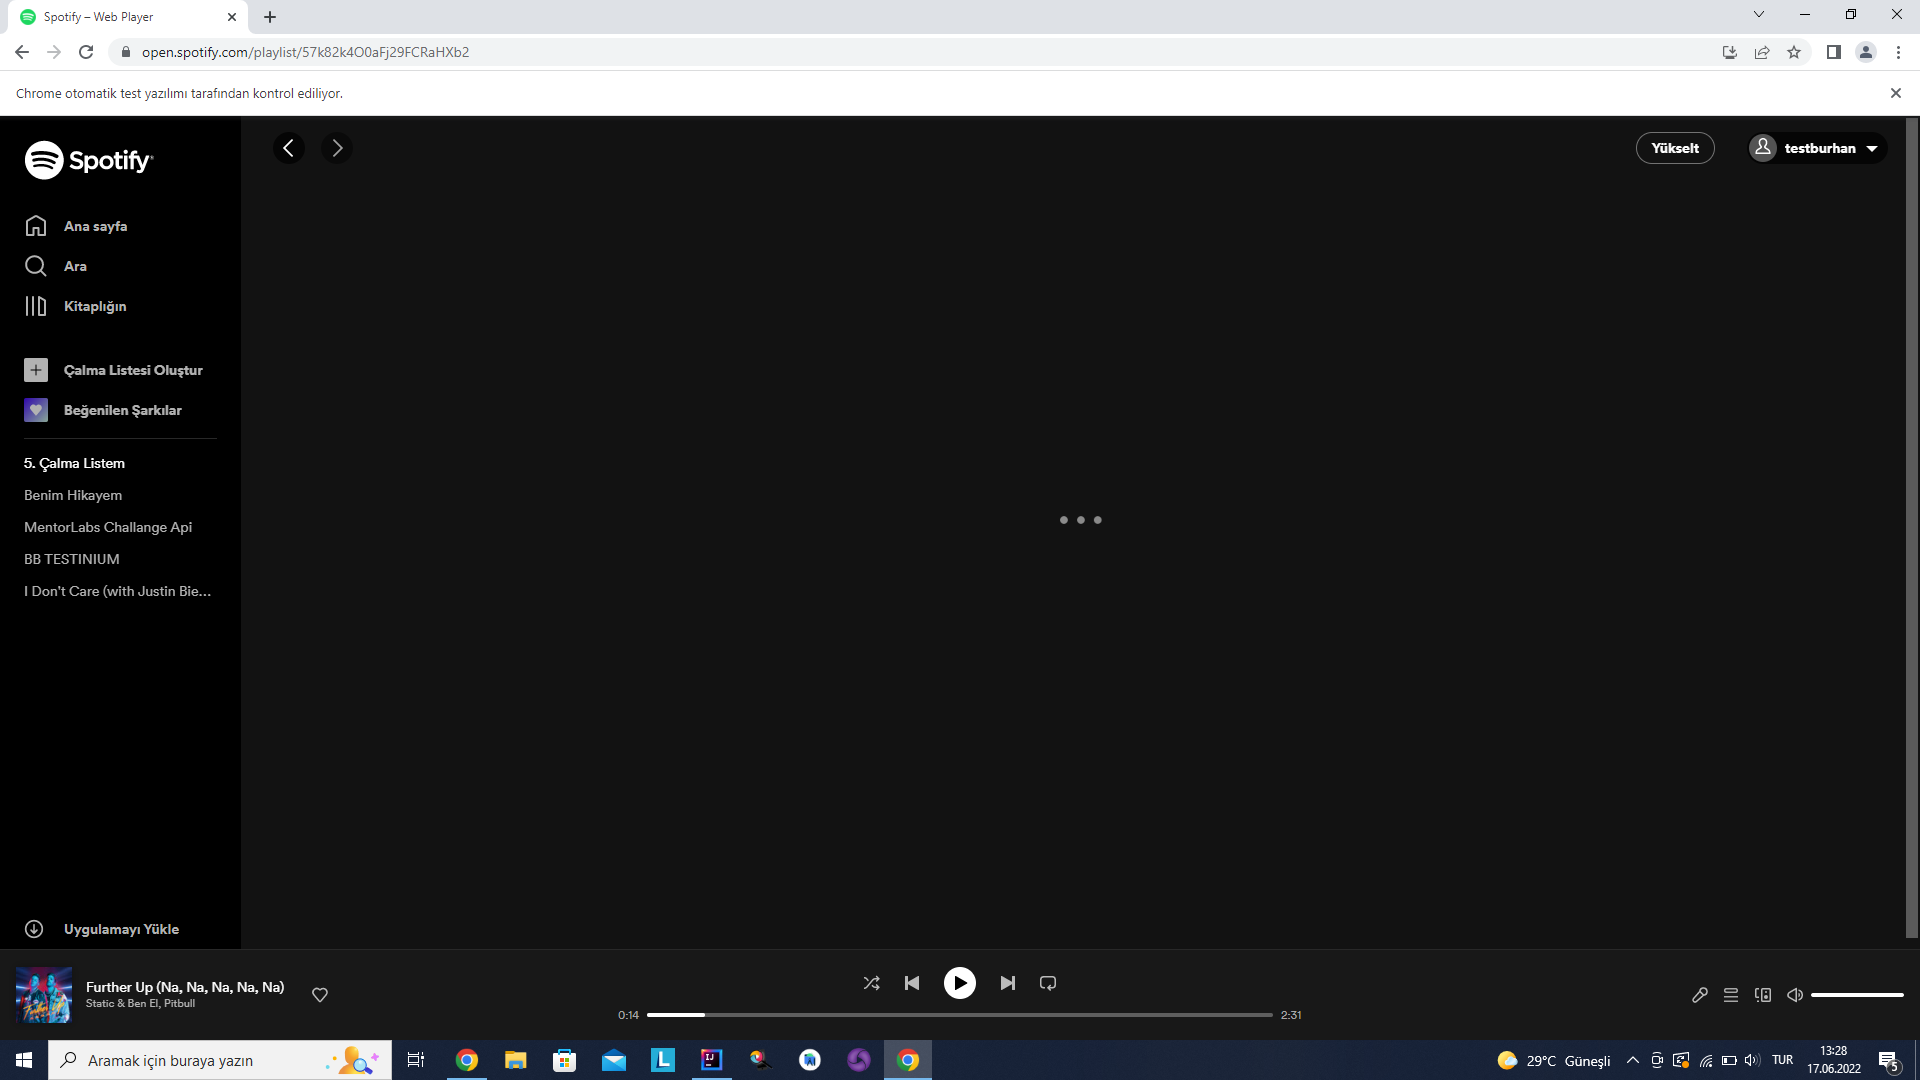 Spotify – Web Player
open.spotify.com/playlist/57k82k4O0aFj29FCRaHXb2
Chrome otomatik test yazılımı tarafından kontrol ediliyor.
Spotify
Yükselt
testburhan
Ana sayfa
Ara
Kitaplığın
Çalma Listesi Oluştur
Beğenilen Şarkılar
5. Çalma Listem
Benim Hikayem
MentorLabs Challange Api
BB TESTINIUM
I Don't Care (with Justin Bie...
Uygulamayı Yükle
Further Up (Na, Na, Na, Na, Na)
Static & Ben El, Pitbull
0:14
2:31
Aramak için buraya yazın
L
IJ
29°C Güneşli
TUR
13:28
17.06.2022
5